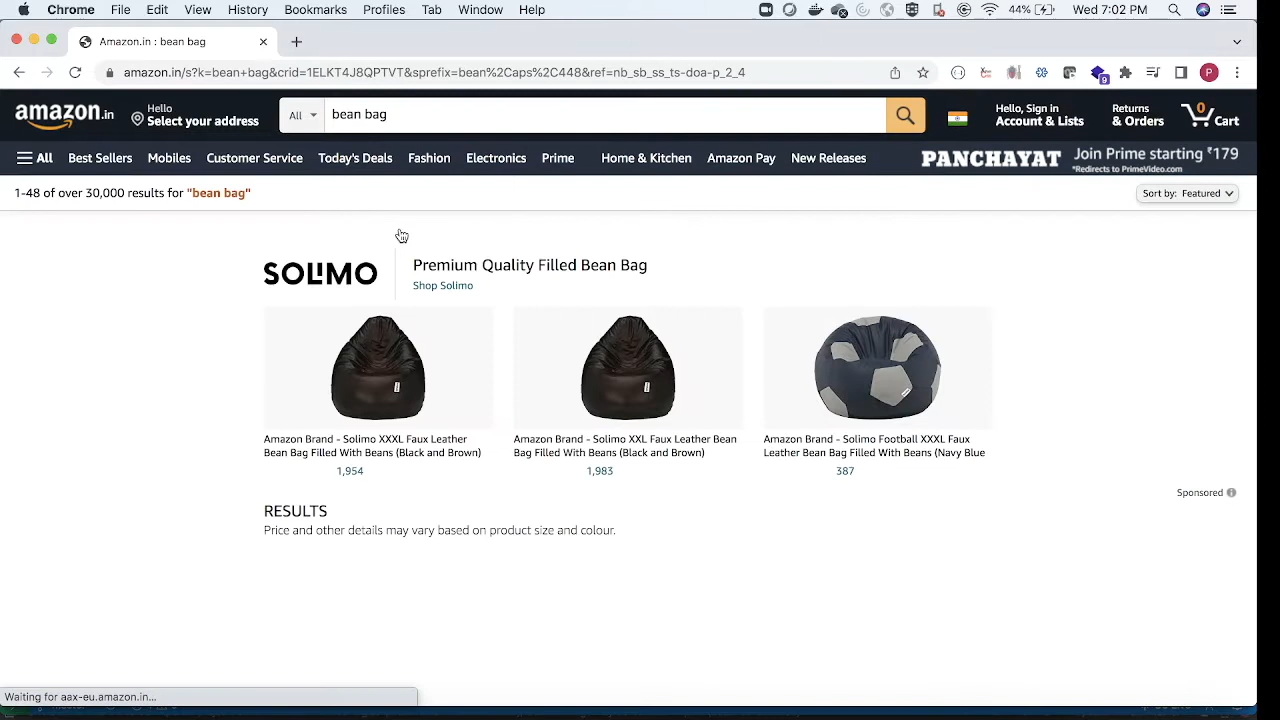 Chrome File Edit View History Bookmarks Profiles Tab Window Help 44% Wed 7:02 PM
Amazon.in : bean bag
amazon.in/s?k=bean+bag&crid=1ELKT4J8QPTVT&sprefix=bean%20ps%2C448&ref=nb_sb_ss_ts-doa-p_2_4
9 P
amazon.in
Hello
Select your address
All bean bag
Hello, Sign in
Account & Lists
Returns
& Orders
0
Cart
All Best Sellers Mobiles Customer Service Today's Deals Fashion Electronics Prime Home & Kitchen Amazon Pay New Releases
PANCHAYAT Join Prime starting ₹179
*Redirects to PrimeVideo.com
1-48 of over 30,000 results for "bean bag"
Sort by: Featured
SOLIMO
Premium Quality Filled Bean Bag
Shop Solimo
Amazon Brand - Solimo XXXL Faux Leather
Bean Bag Filled With Beans (Black and Brown)
1,954
Amazon Brand - Solimo XXL Faux Leather Bean
Bag Filled With Beans (Black and Brown)
1,983
Amazon Brand - Solimo Football XXXL Faux
Leather Bean Bag Filled With Beans (Navy Blue
387
Sponsored
RESULTS
Price and other details may vary based on product size and colour.
Waiting for aax-eu.amazon.in...